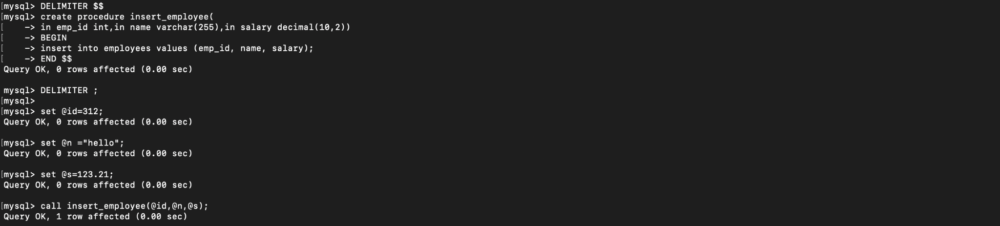 [mysql> DELIMITER $$
[mysql> create procedure insert_employee(
[    -> in emp_id int,in name varchar(255),in salary decimal(10,2))
[    -> BEGIN
[    -> insert into employees values (emp_id, name, salary);
[    -> END $$
Query OK, 0 rows affected (0.00 sec)
mysql> DELIMITER ;
[mysql>
[mysql> set @id=312;
Query OK, 0 rows affected (0.00 sec)
[mysql> set @n ="hello";
Query OK, 0 rows affected (0.00 sec)
[mysql> set @s=123.21;
Query OK, 0 rows affected (0.00 sec)
[mysql> call insert_employee(@id,@n,@s);
Query OK, 1 row affected (0.00 sec)